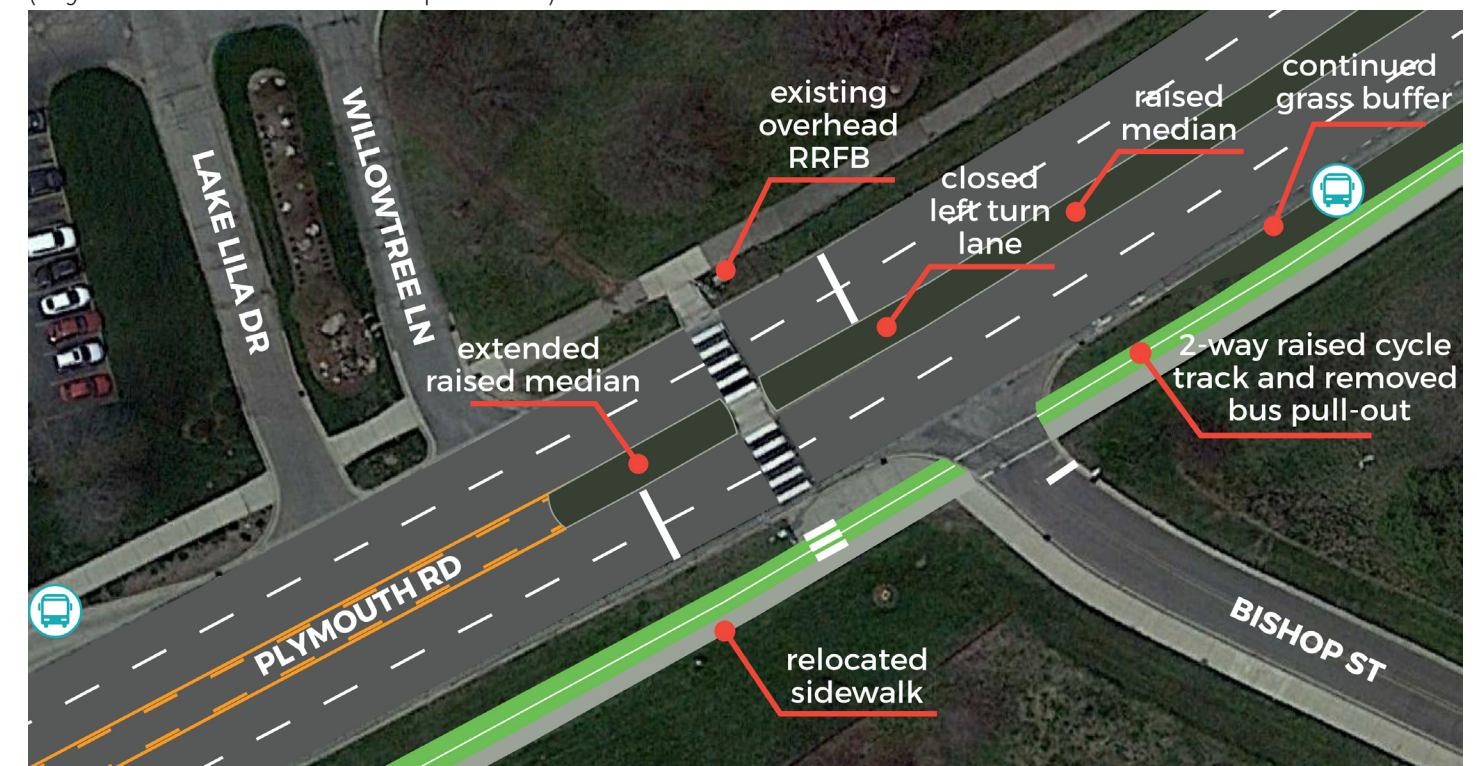 existing
overhead
RRFB
continued
grass buffer
raised
median
closed
left turn
lane
WILLOWTREE LN
LAKE LILA DR
extended
raised median
2-way raised cycle
track and removed
bus pull-out
PLYMOUTH RD
BISHOP ST
relocated
sidewalk